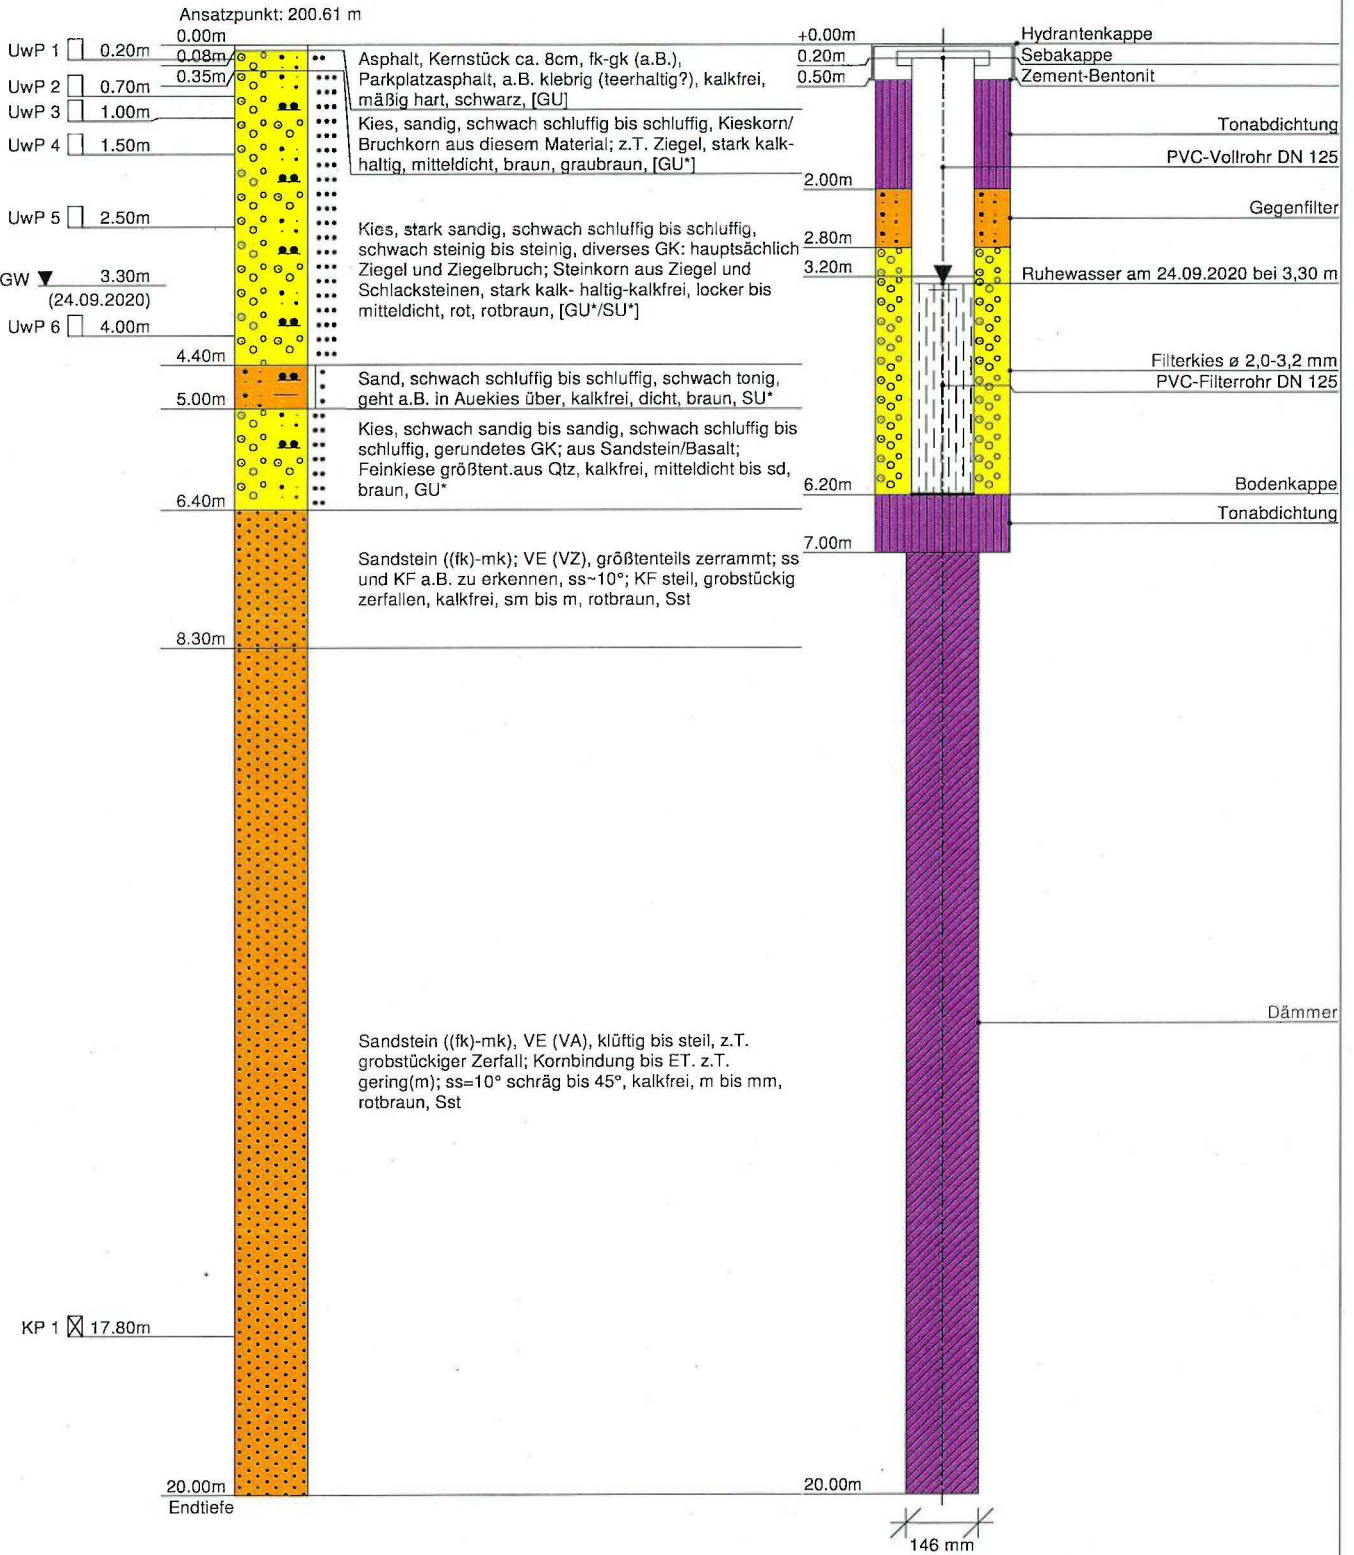 Ansatzpunkt: 200.61 m
0.00m
UwP 1 0.20m
0.08m
0.35m
UwP 2 0.70m
UwP 3 1.00m
UwP 4 1.50m
UwP 5 2.50m
GW 3.30m
(24.09.2020)
UwP 6 4.00m
4.40m
5.00m
6.40m
8.30m
KP 1 17.80m
20.00m
Endtiefe
Asphalt, Kernstück ca. 8cm, fk-gk (a.B.),
Parkplatzasphalt, a.B. klebrig (teerhaltig?), kalkfrei,
mäßig hart, schwarz, [GU]
Kies, sandig, schwach schluffig bis schluffig, Kieskorn/
Bruchkorn aus diesem Material; z.T. Ziegel, stark kalk-
haltig, mitteldicht, braun, graubraun, [GU*]
Kies, stark sandig, schwach schluffig bis schluffig,
schwach steinig bis steinig, diverses GK: hauptsächlich
Ziegel und Ziegelbruch; Steinkorn aus Ziegel und
Schlacksteinen, stark kalk- haltig-kalkfrei, locker bis
mitteldicht, rot, rotbraun, [GU*/SU*]
Sand, schwach schluffig bis schluffig, schwach tonig,
geht a.B. in Auekies über, kalkfrei, dicht, braun, SU*
Kies, schwach sandig bis sandig, schwach schluffig bis
schluffig, gerundetes GK; aus Sandstein/Basalt;
Feinkiese größtent.aus Qtz, kalkfrei, mitteldicht bis sd,
braun, GU*
Sandstein ((fk)-mk); VE (VZ), größtenteils zerrammt; ss
und KF a.B. zu erkennen, ss~10°; KF steil, grobstückig
zerfallen, kalkfrei, sm bis m, rotbraun, Sst
Sandstein ((fk)-mk), VE (VA), klüftig bis steil, z.T.
grobstückiger Zerfall; Kornbindung bis ET. z.T.
gering(m); ss=10° schräg bis 45°, kalkfrei, m bis mm,
rotbraun, Sst
+0.00m
0.20m
0.50m
2.00m
2.80m
3.20m
6.20m
7.00m
20.00m
Hydrantenkappe
Sebakappe
Zement-Bentonit
Tonabdichtung
PVC-Vollrohr DN 125
Gegenfilter
Ruhewasser am 24.09.2020 bei 3,30 m
Filterkies ø 2,0-3,2 mm
PVC-Filterrohr DN 125
Bodenkappe
Tonabdichtung
Dämmer
146 mm